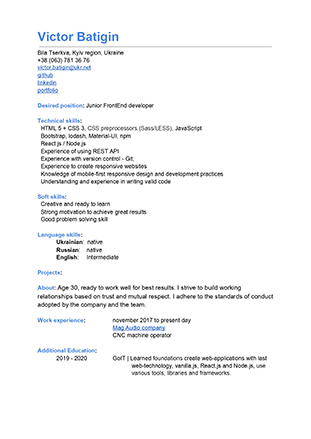 Victor Batigin
Bila Tserkva, Kyiv region, Ukraine
+38 (063) 781 36 76
victor.batigin@ukr.net
github
linkedin
portfolio
Desired position: Junior FrontEnd developer
Technical skills:
HTML 5 + CSS 3, CSS preprocessors (Sass/LESS), JavaScript
Bootstrap, lodash, Material-UI, npm
React js / Node.js
Experience of using REST API
Experience with version control - Git;
Experience to create responsive websites
Knowledge of mobile-first responsive design and development practices
Understanding and experience in writing valid code
Soft skills:
Creative and ready to learn
Strong motivation to achieve great results
Good problem solving skill
Language skills:
Ukrainian: native
Russian: native
English: Intermediate
Projects:
About: Age 30, ready to work well for best results. I strive to build working
relationships based on trust and mutual respect. I adhere to the standards of conduct
adopted by the company and the team.
Work experience: november 2017 to present day
Mag Audio company
CNC machine operator
Additional Education:
2019 - 2020 GoIT | Learned foundations create web-applications with last
web-technology, vanilla.js, React.js and Node.js, use
various tools, libraries and frameworks.